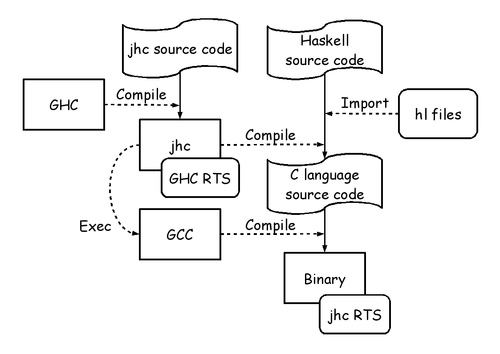 jhc source code
Haskell
source code
GHC
Compile
Import
hl files
jhc
Compile
GHC RTS
C language
source code
Exec
GCC
Compile
Binary
jhc RTS